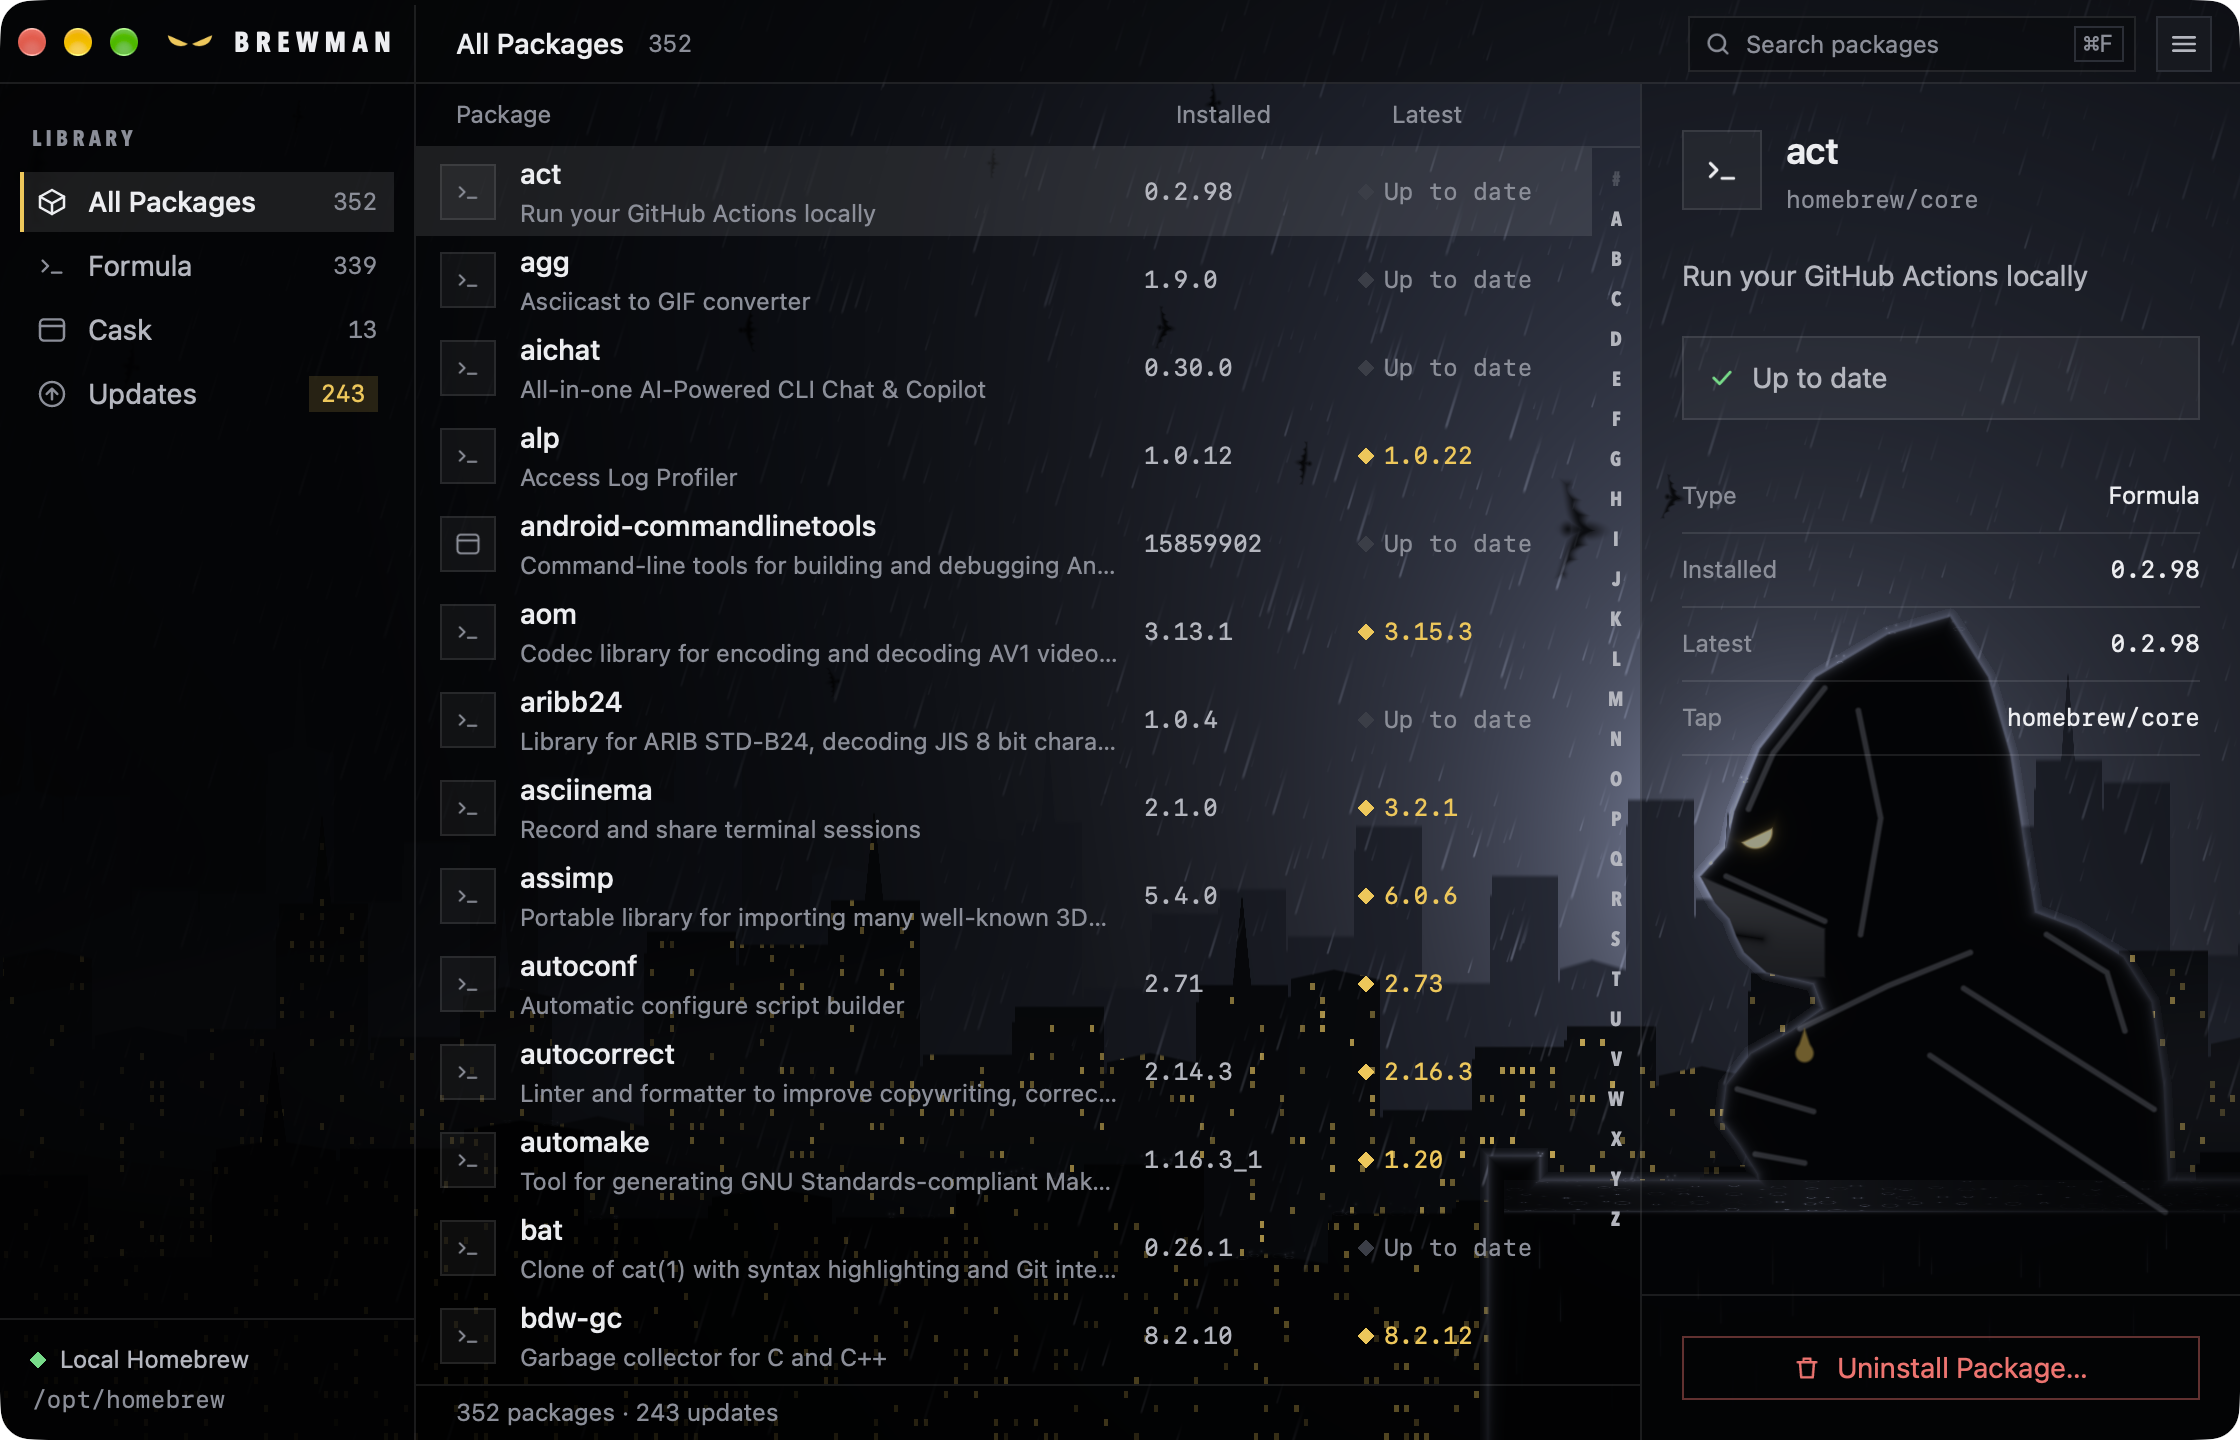 BREWMAN
All Packages 352
Search packages ⌘F
LIBRARY
All Packages 352
Formula 339
Cask 13
Updates 243
Package Installed Latest
act
Run your GitHub Actions locally
0.2.98 Up to date
agg
Asciicast to GIF converter
1.9.0 Up to date
aichat
All-in-one AI-Powered CLI Chat & Copilot
0.30.0 Up to date
alp
Access Log Profiler
1.0.12 1.0.22
android-commandlinetools
Command-line tools for building and debugging An...
15859902 Up to date
aom
Codec library for encoding and decoding AV1 video...
3.13.1 3.15.3
aribb24
Library for ARIB STD-B24, decoding JIS 8 bit chara...
1.0.4 Up to date
asciinema
Record and share terminal sessions
2.1.0 3.2.1
assimp
Portable library for importing many well-known 3D...
5.4.0 6.0.6
autoconf
Automatic configure script builder
2.71 2.73
autocorrect
Linter and formatter to improve copywriting, correc...
2.14.3 2.16.3
automake
Tool for generating GNU Standards-compliant Mak...
1.16.3_1 1.20
bat
Clone of cat(1) with syntax highlighting and Git inte...
0.26.1 Up to date
bdw-gc
Garbage collector for C and C++
8.2.10 8.2.12
#
A
B
C
D
E
F
G
H
I
J
K
L
M
N
O
P
Q
R
S
T
U
V
W
X
Y
Z
act
homebrew/core
Run your GitHub Actions locally
Up to date
Type Formula
Installed 0.2.98
Latest 0.2.98
Tap homebrew/core
Uninstall Package...
Local Homebrew
/opt/homebrew
352 packages · 243 updates